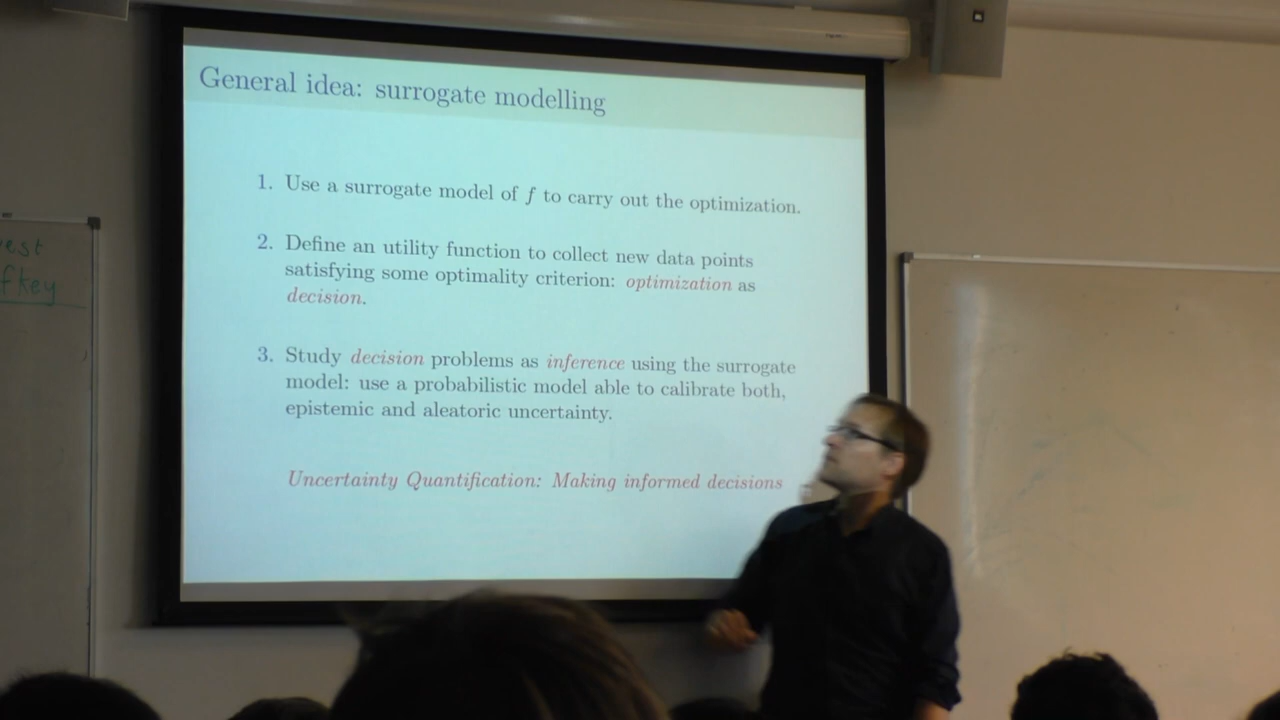 General idea: surrogate modelling
1. Use a surrogate model of f to carry out the optimization.
2. Define an utility function to collect new data points
satisfying some optimality criterion: optimization as
decision.
3. Study decision problems as inference using the surrogate
model: use a probabilistic model able to calibrate both,
epistemic and aleatoric uncertainty.
Uncertainty Quantification: Making informed decisions
est
fkey